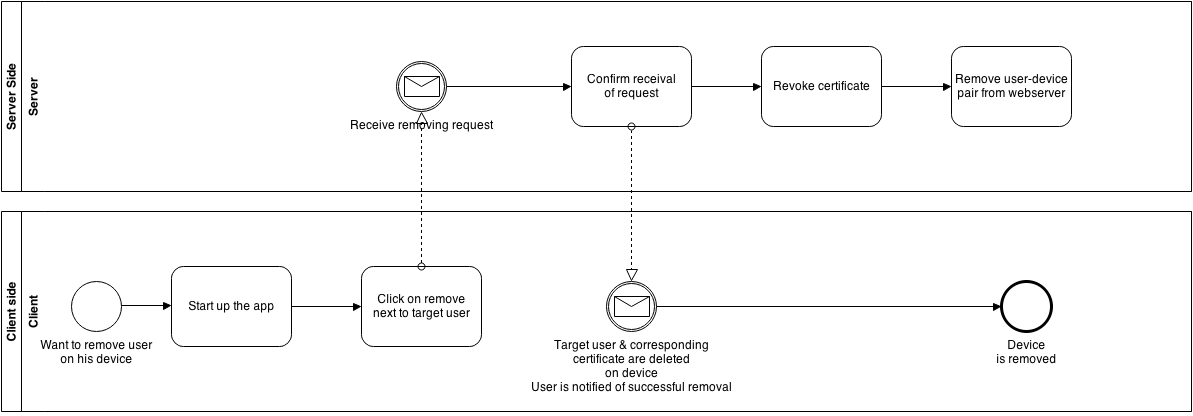 Server Side
Server
Receive removing request
Confirm receival
of request
Revoke certificate
Remove user-device
pair from webserver
Client side
Client
Want to remove user
on his device
Start up the app
Click on remove
next to target user
Target user & corresponding
certificate are deleted
on device
User is notified of successful removal
Device
is removed